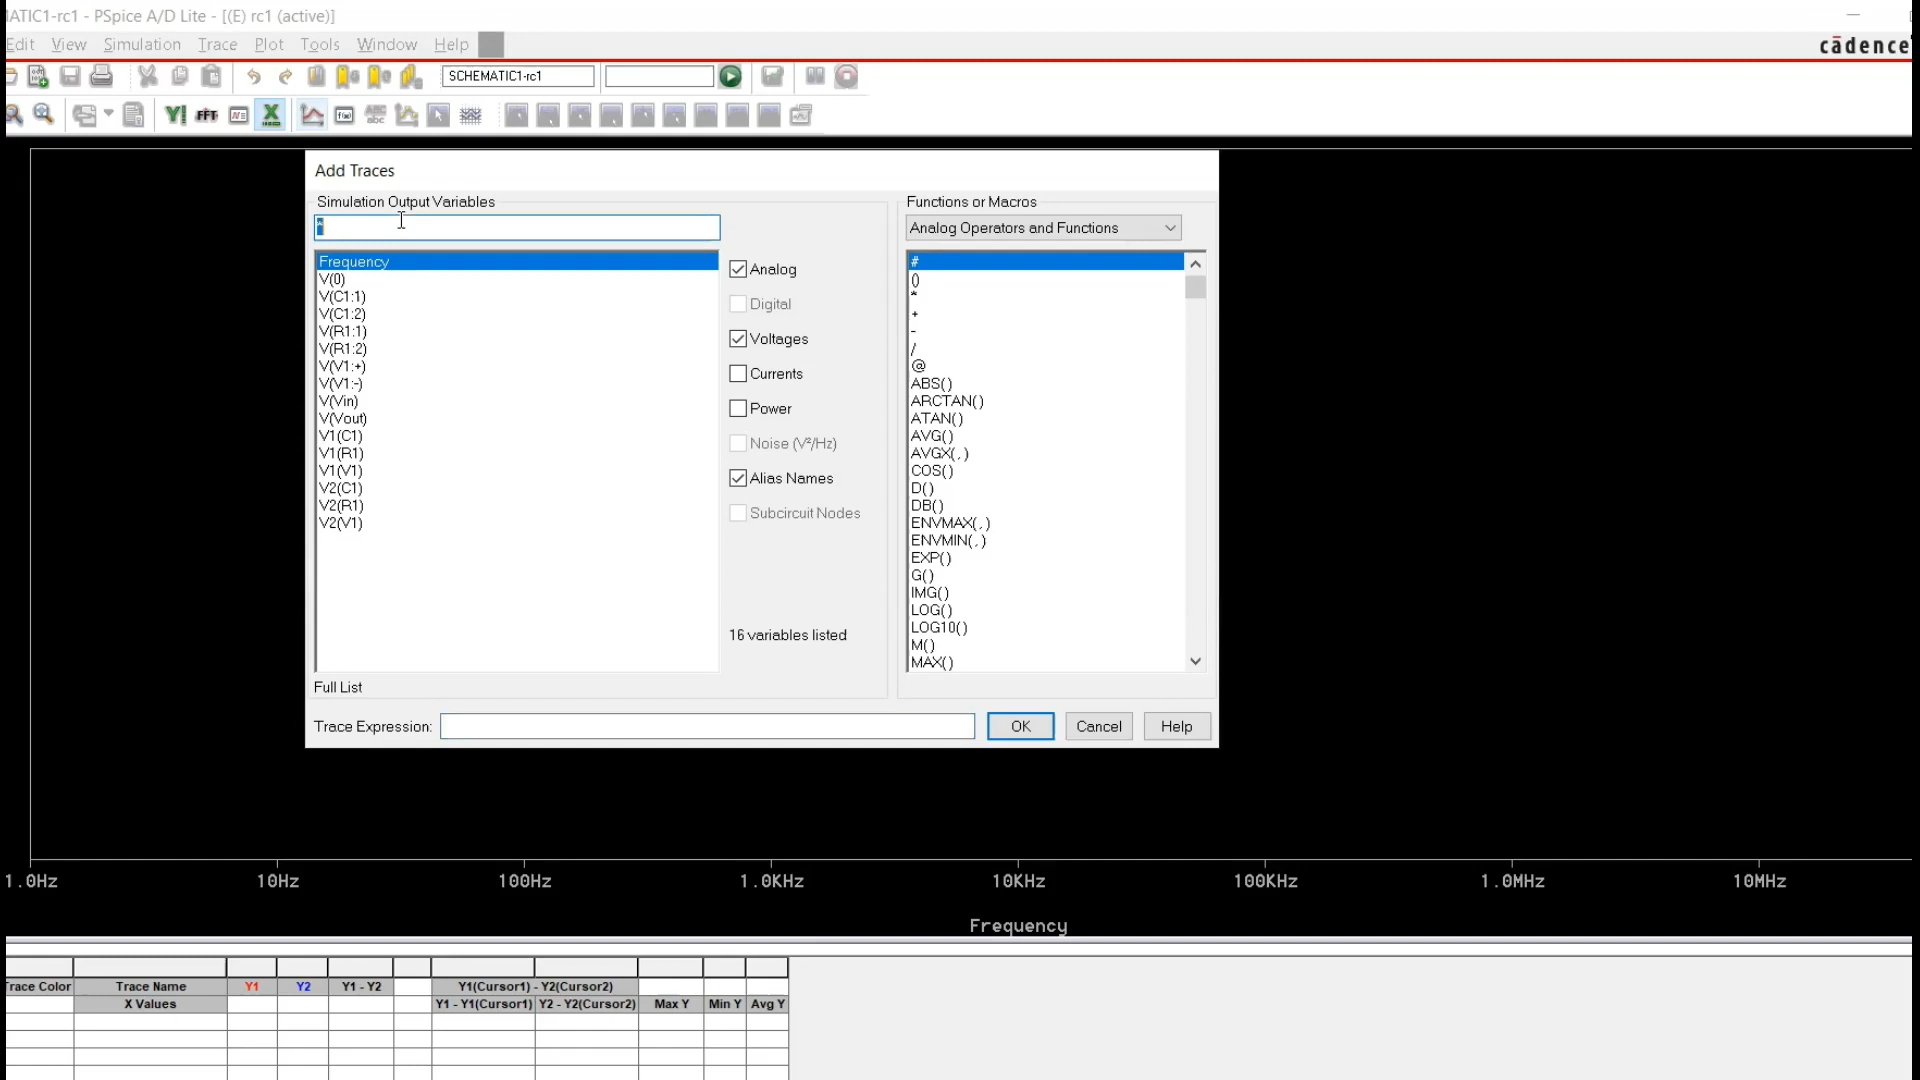 IATIC1-rc1 - PSpice A/D Lite - [(E) rc1 (active)]
Edit View Simulation Trace Plot Tools Window Help
cādence
SCHEMATIC1-rc1
FFT
Add Traces
Simulation Output Variables
*
Frequency
V(0)
V(C1:1)
V(C1:2)
V(R1:1)
V(R1:2)
V(V1:+)
V(V1:-)
V(Vin)
V(Vout)
V1(C1)
V1(R1)
V1(V1)
V2(C1)
V2(R1)
V2(V1)
Full List
Analog
Digital
Voltages
Currents
Power
Noise (V²/Hz)
Alias Names
Subcircuit Nodes
16 variables listed
Functions or Macros
Analog Operators and Functions
#
()
*
+
-
/
@
ABS()
ARCTAN()
ATAN()
AVG()
AVGX(,)
COS()
D()
DB()
ENVMAX(,)
ENVMIN(,)
EXP()
G()
IMG()
LOG()
LOG10()
M()
MAX()
Trace Expression:
OK Cancel Help
1.0Hz 10Hz 100Hz 1.0KHz 10KHz 100KHz 1.0MHz 10MHz
Frequency
Trace Color Trace Name Y1 Y2 Y1 - Y2 Y1(Cursor1) - Y2(Cursor2)
X Values Y1 - Y1(Cursor1) Y2 - Y2(Cursor2) Max Y Min Y Avg Y